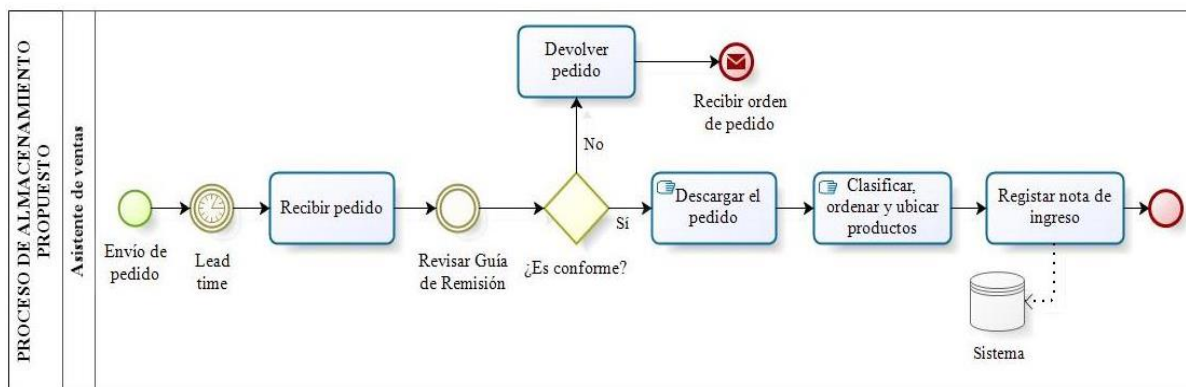 PROCESO DE ALMACENAMIENTO
PROPUESTO
Asistente de ventas
Devolver
pedido
Recibir orden
de pedido
No
Envío de
pedido
Lead
time
Recibir pedido
Revisar Guía
de Remisión
¿Es conforme?
Sí
Descargar el
pedido
Clasificar,
ordenar y ubicar
productos
Registar nota de
ingreso
Sistema